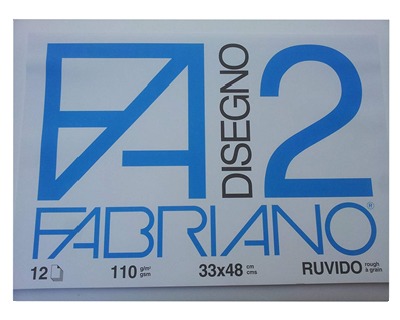 FA DISEGNO 2
FABRIANO®
12 110 g/m² gsm 33x48 cm cms RUVIDO rough à grain